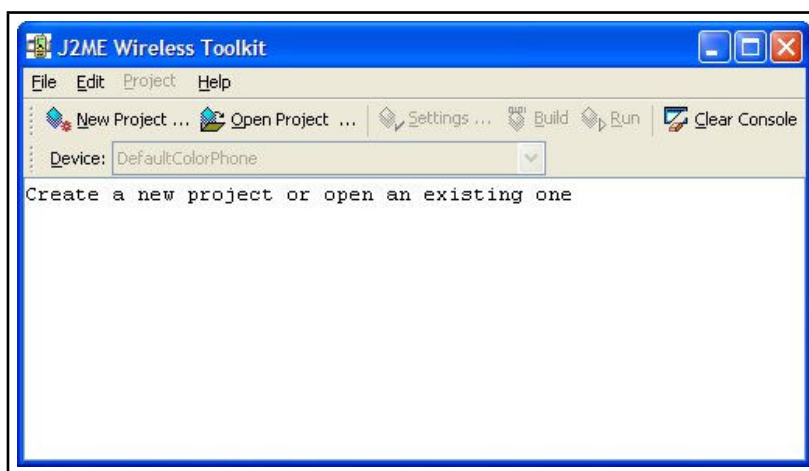 J2ME Wireless Toolkit
File Edit Project Help
New Project ... Open Project ... Settings ... Build Run Clear Console
Device: DefaultColorPhone
Create a new project or open an existing one